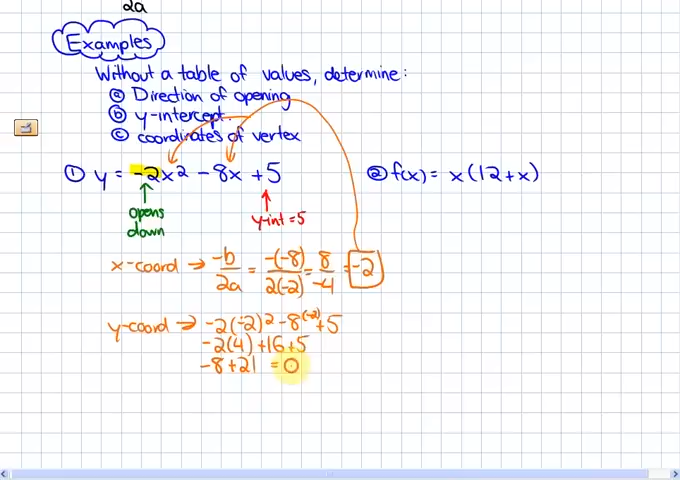 2a
Examples
Without a table of values, determine:
ⓐ Direction of opening
ⓑ y-intercept
ⓒ coordinates of vertex
① y = -2x² - 8x + 5
② f(x) = x(12 + x)
opens
down
y-int = 5
x-coord → -b/2a = -(-8)/2(-2) = 8/-4 = -2
y-coord → -2(-2)² - 8(-2) + 5
-2(4) + 16 + 5
-8 + 21 =